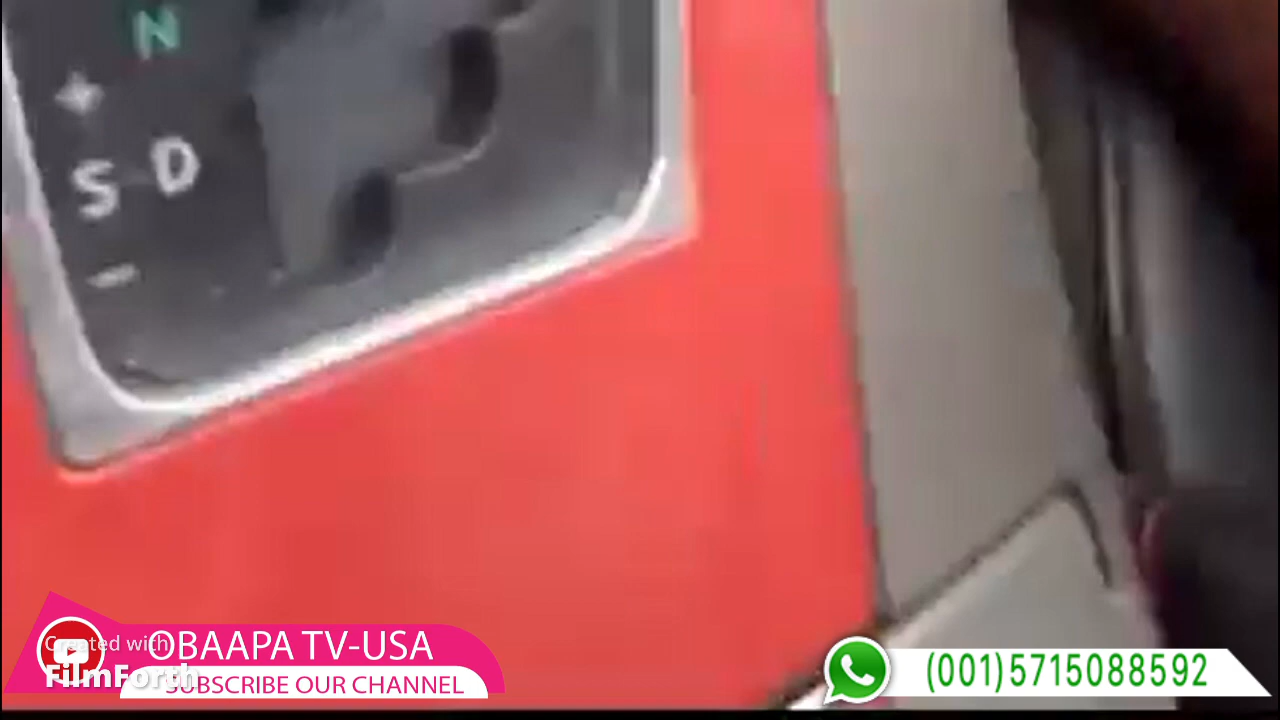 N
+
S D
-
OBAAPA TV-USA
Created with
FilmForth
SUBSCRIBE OUR CHANNEL
(001)5715088592